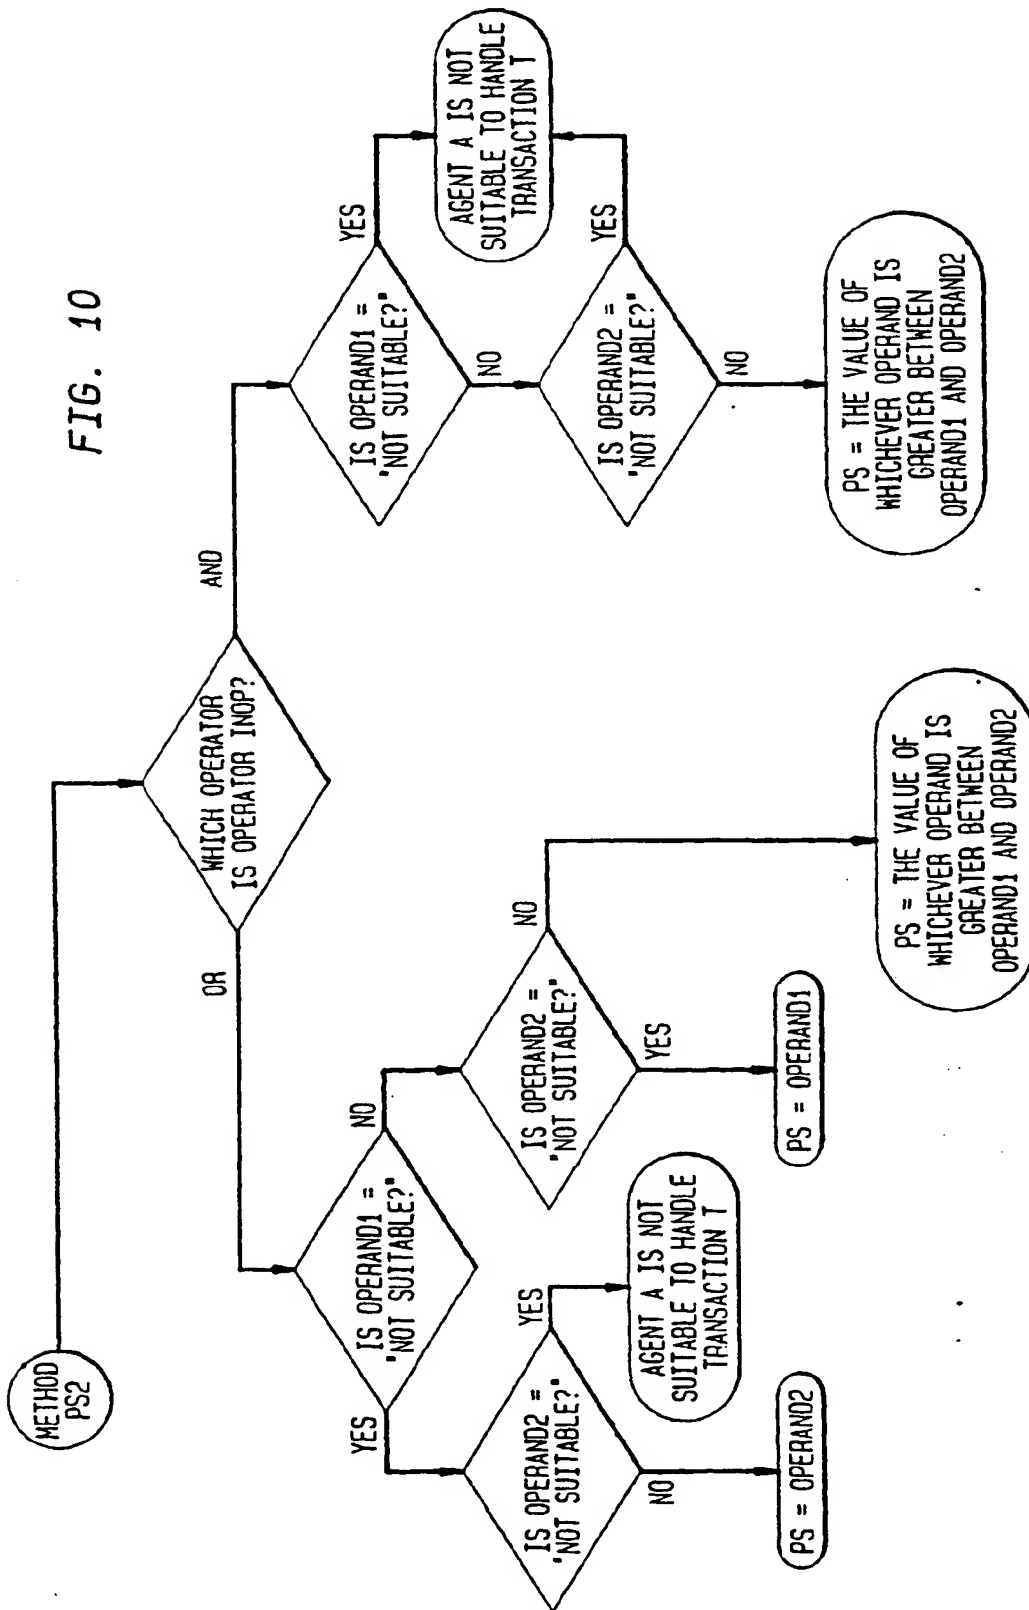 FIG. 10
METHOD
PS2
WHICH OPERATOR
IS OPERATOR INOP?
OR
AND
IS OPERAND1 =
"NOT SUITABLE?"
YES
NO
IS OPERAND2 =
"NOT SUITABLE?"
YES
NO
AGENT A IS NOT
SUITABLE TO HANDLE
TRANSACTION T
PS = OPERAND2
IS OPERAND2 =
"NOT SUITABLE?"
NO
YES
PS = OPERAND1
PS = THE VALUE OF
WHICHEVER OPERAND IS
GREATER BETWEEN
OPERAND1 AND OPERAND2
IS OPERAND1 =
"NOT SUITABLE?"
YES
NO
AGENT A IS NOT
SUITABLE TO HANDLE
TRANSACTION T
IS OPERAND2 =
"NOT SUITABLE?"
YES
NO
PS = THE VALUE OF
WHICHEVER OPERAND IS
GREATER BETWEEN
OPERAND1 AND OPERAND2